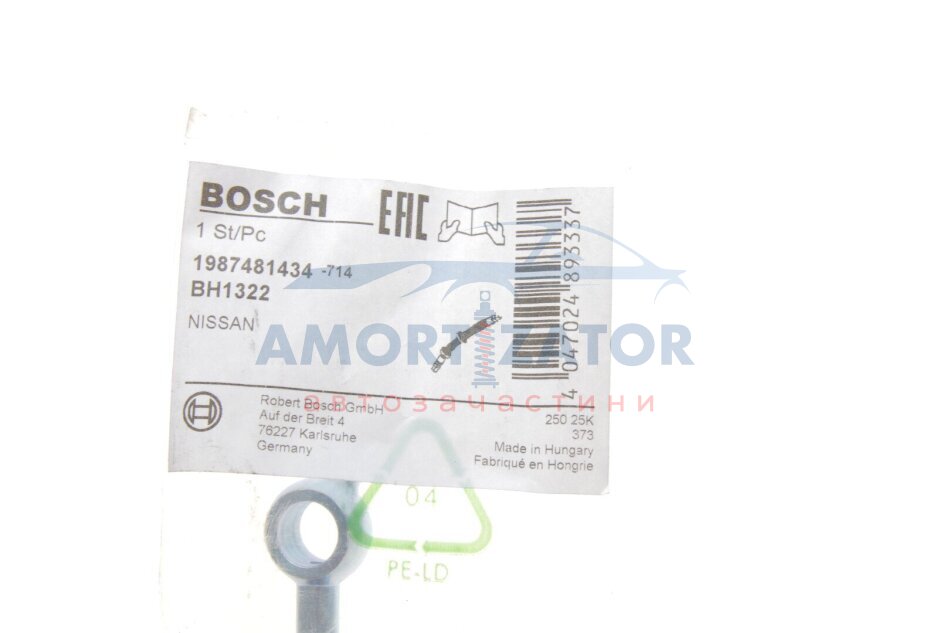 BOSCH
EAC
1 St/Pc
1987481434 -714
BH1322
NISSAN
4 047024 893337
AMORTIZATOR
автозачастини
Robert Bosch GmbH
Auf der Breit 4
76227 Karlsruhe
Germany
250 25K
373
Made in Hungary
Fabriqué en Hongrie
04
PE-LD